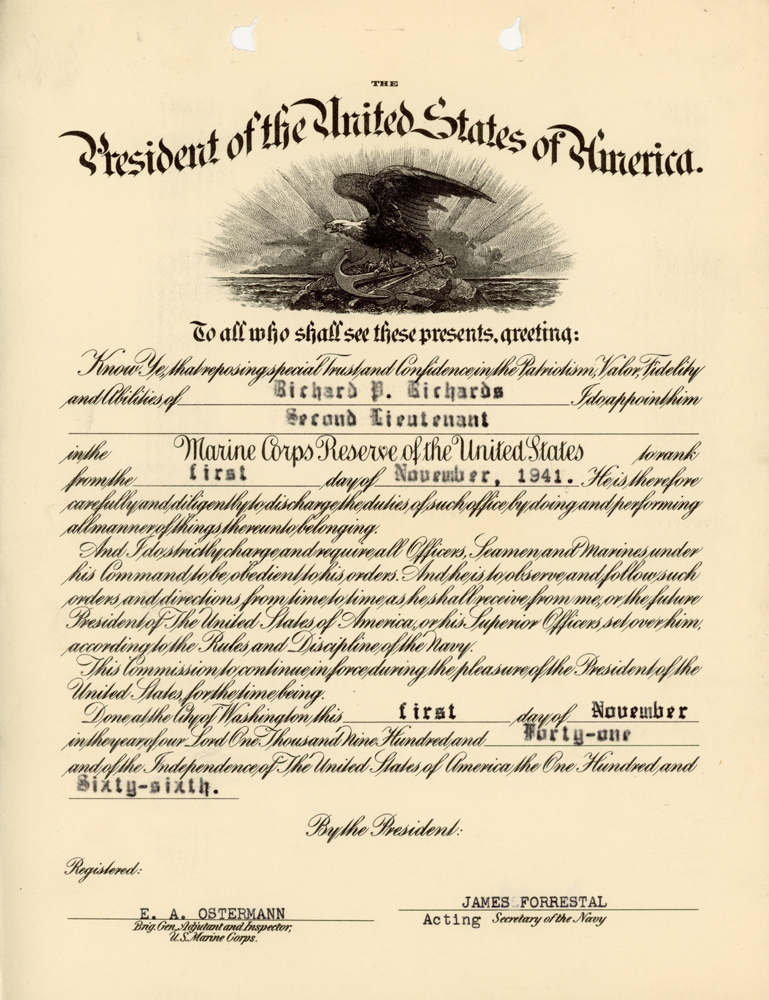 THE
President of the United States of America.
To all who shall see these presents, greeting:
Know Ye, that reposing special Trust and Confidence in the Patriotism, Valor, Fidelity
and Abilities of Richard P. Richards I do appoint him
Second Lieutenant
in the Marine Corps Reserve of the United States to rank
from the first day of November, 1941. He is therefore
carefully and diligently to discharge the duties of such office by doing and performing
all manner of things thereunto belonging.
And I do strictly charge and require all Officers, Seamen and Marines under
his Command to be obedient to his orders. And he is to observe and follow such
orders and directions from time to time as he shall receive from me, or the future
President of The United States of America, or his Superior Officers set over him,
according to the Rules and Discipline of the Navy.
This Commission to continue in force during the pleasure of the President of the
United States, for the time being.
Done at the City of Washington this first day of November
in the year of our Lord One Thousand Nine Hundred and Forty-one
and of the Independence of The United States of America the One Hundred and
Sixty-sixth.
By the President:
Registered:
JAMES FORRESTAL
Acting Secretary of the Navy
E. A. OSTERMANN
Brig. Gen., Adjutant and Inspector,
U.S. Marine Corps.